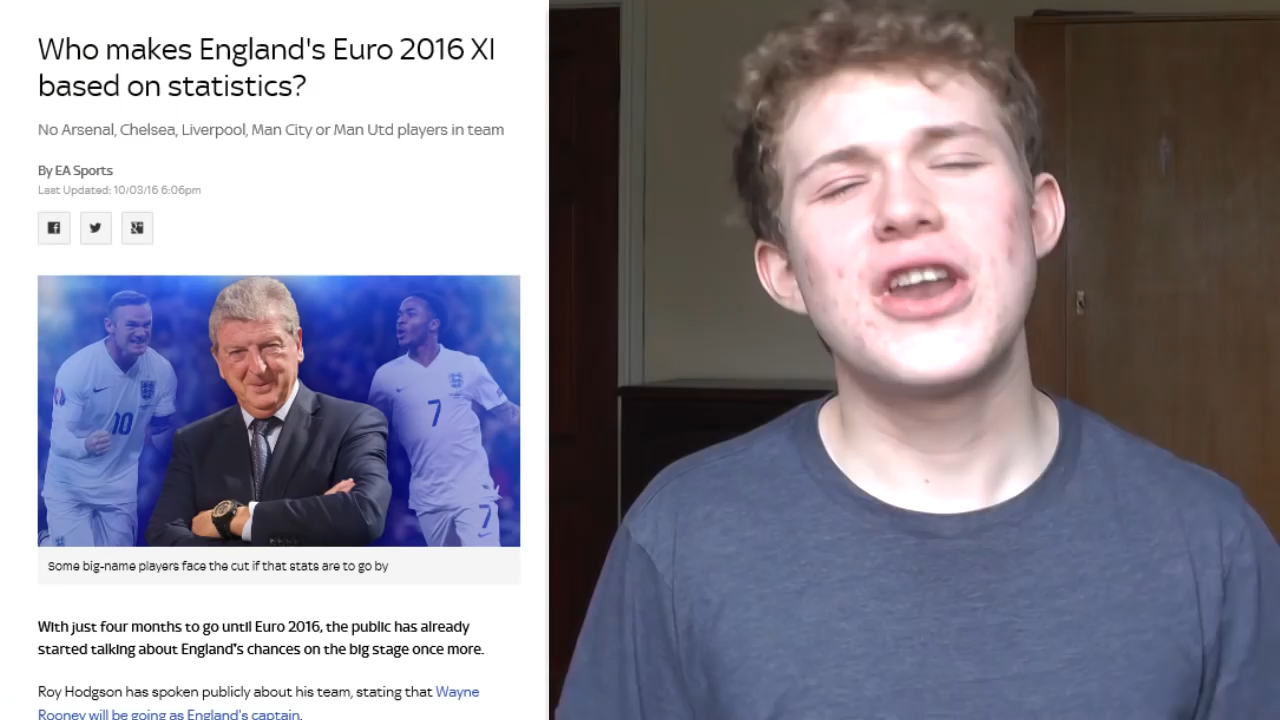 Who makes England's Euro 2016 XI
based on statistics?
No Arsenal, Chelsea, Liverpool, Man City or Man Utd players in team
By EA Sports
Last Updated: 10/03/16 6:06pm
10
7
7
Some big-name players face the cut if that stats are to go by
With just four months to go until Euro 2016, the public has already
started talking about England's chances on the big stage once more.
Roy Hodgson has spoken publicly about his team, stating that Wayne
Rooney will be going as England's captain.